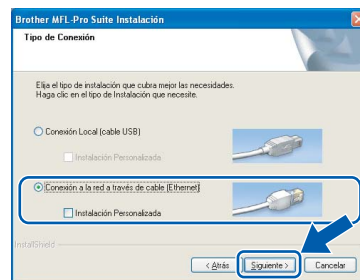 Brother MFL-Pro Suite Instalación
Tipo de Conexión
Elija el tipo de instalación que cubra mejor las necesidades.
Haga clic en el tipo de Instalación que necesite.
Conexión Local (cable USB)
Instalación Personalizada
Conexión a la red a través de cable (Ethernet)
Instalación Personalizada
InstallShield
< Atrás
Siguiente >
Cancelar